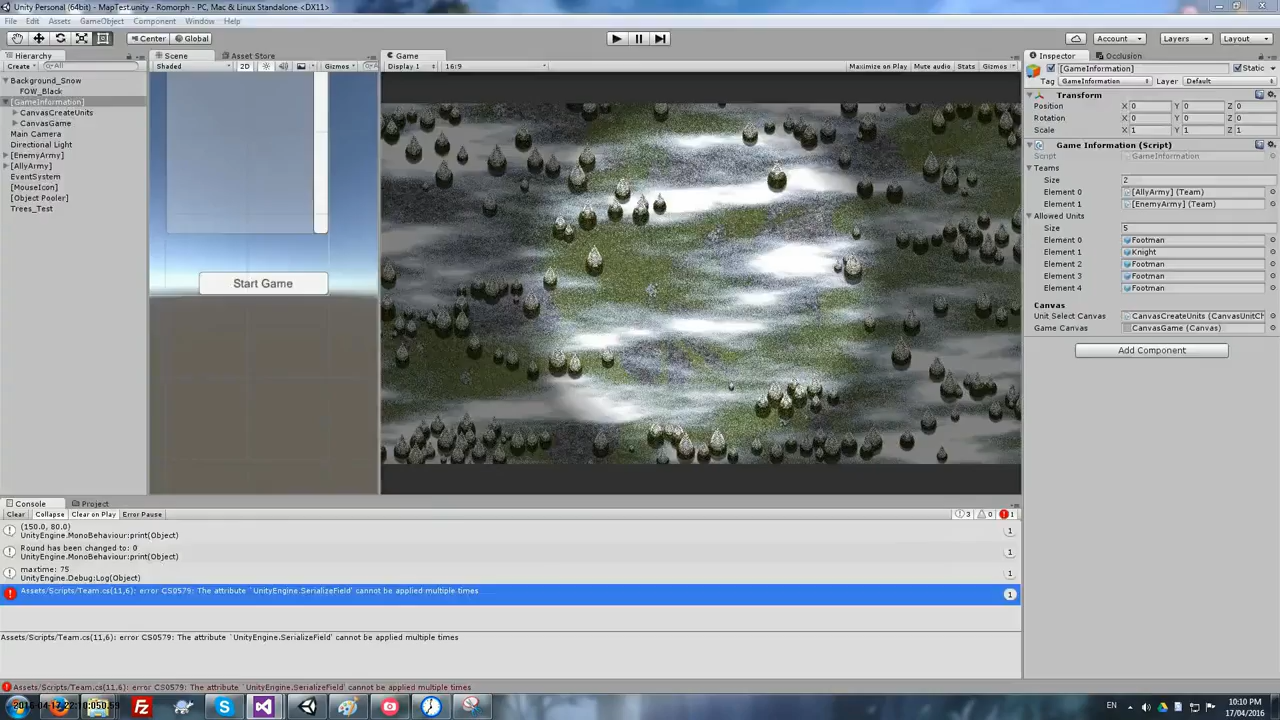 Unity Personal (64bit) - MapTest.unity - Romorph - PC, Mac & Linux Standalone <DX11>
File Edit Assets GameObject Component Window Help
Center Global Account Layers Layout
Hierarchy Scene Asset Store Game Inspector Occlusion
Create All Shaded 2D Gizmos Display 1 16:9 Maximize on Play Mute audio Stats Gizmos
[GameInformation] Static
Tag GameInformation Layer Default
Background_Snow
FOW_Black
[GameInformation]
CanvasCreateUnits
CanvasGame
Main Camera
Directional Light
[EnemyArmy]
[AllyArmy]
EventSystem
[MouseIcon]
[Object Pooler]
Trees_Test
Start Game
Transform
Position X 0 Y 0 Z 0
Rotation X 0 Y 0 Z 0
Scale X 1 Y 1 Z 1
Game Information (Script)
Script GameInformation
Teams
Size 2
Element 0 [AllyArmy] (Team)
Element 1 [EnemyArmy] (Team)
Allowed Units
Size 5
Element 0 Footman
Element 1 Knight
Element 2 Footman
Element 3 Footman
Element 4 Footman
Canvas
Unit Select Canvas CanvasCreateUnits (CanvasUnitCh
Game Canvas CanvasGame (Canvas)
Add Component
Console Project
Clear Collapse Clear on Play Error Pause 3 0 1
(150.0, 80.0)
UnityEngine.MonoBehaviour:print(Object) 1
Round has been changed to: 0
UnityEngine.MonoBehaviour:print(Object) 1
maxtime: 75
UnityEngine.Debug:Log(Object) 1
Assets/Scripts/Team.cs(11,6): error CS0579: The attribute `UnityEngine.SerializeField' cannot be applied multiple times 1
Assets/Scripts/Team.cs(11,6): error CS0579: The attribute `UnityEngine.SerializeField' cannot be applied multiple times
Assets/Scripts/Team.cs(11,6): error CS0579: The attribute `UnityEngine.SerializeField' cannot be applied multiple times
EN 10:10 PM
17/04/2016